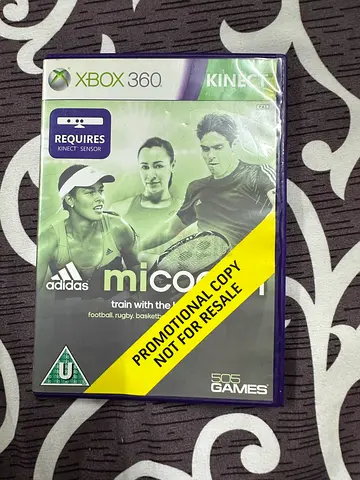 XBOX 360.
KINECT
REQUIRES
KINECT SENSOR
adidas
mico
train with the
football, rugby, basketb
PROMOTIONAL COPY
NOT FOR RESALE
U
505
GAMES